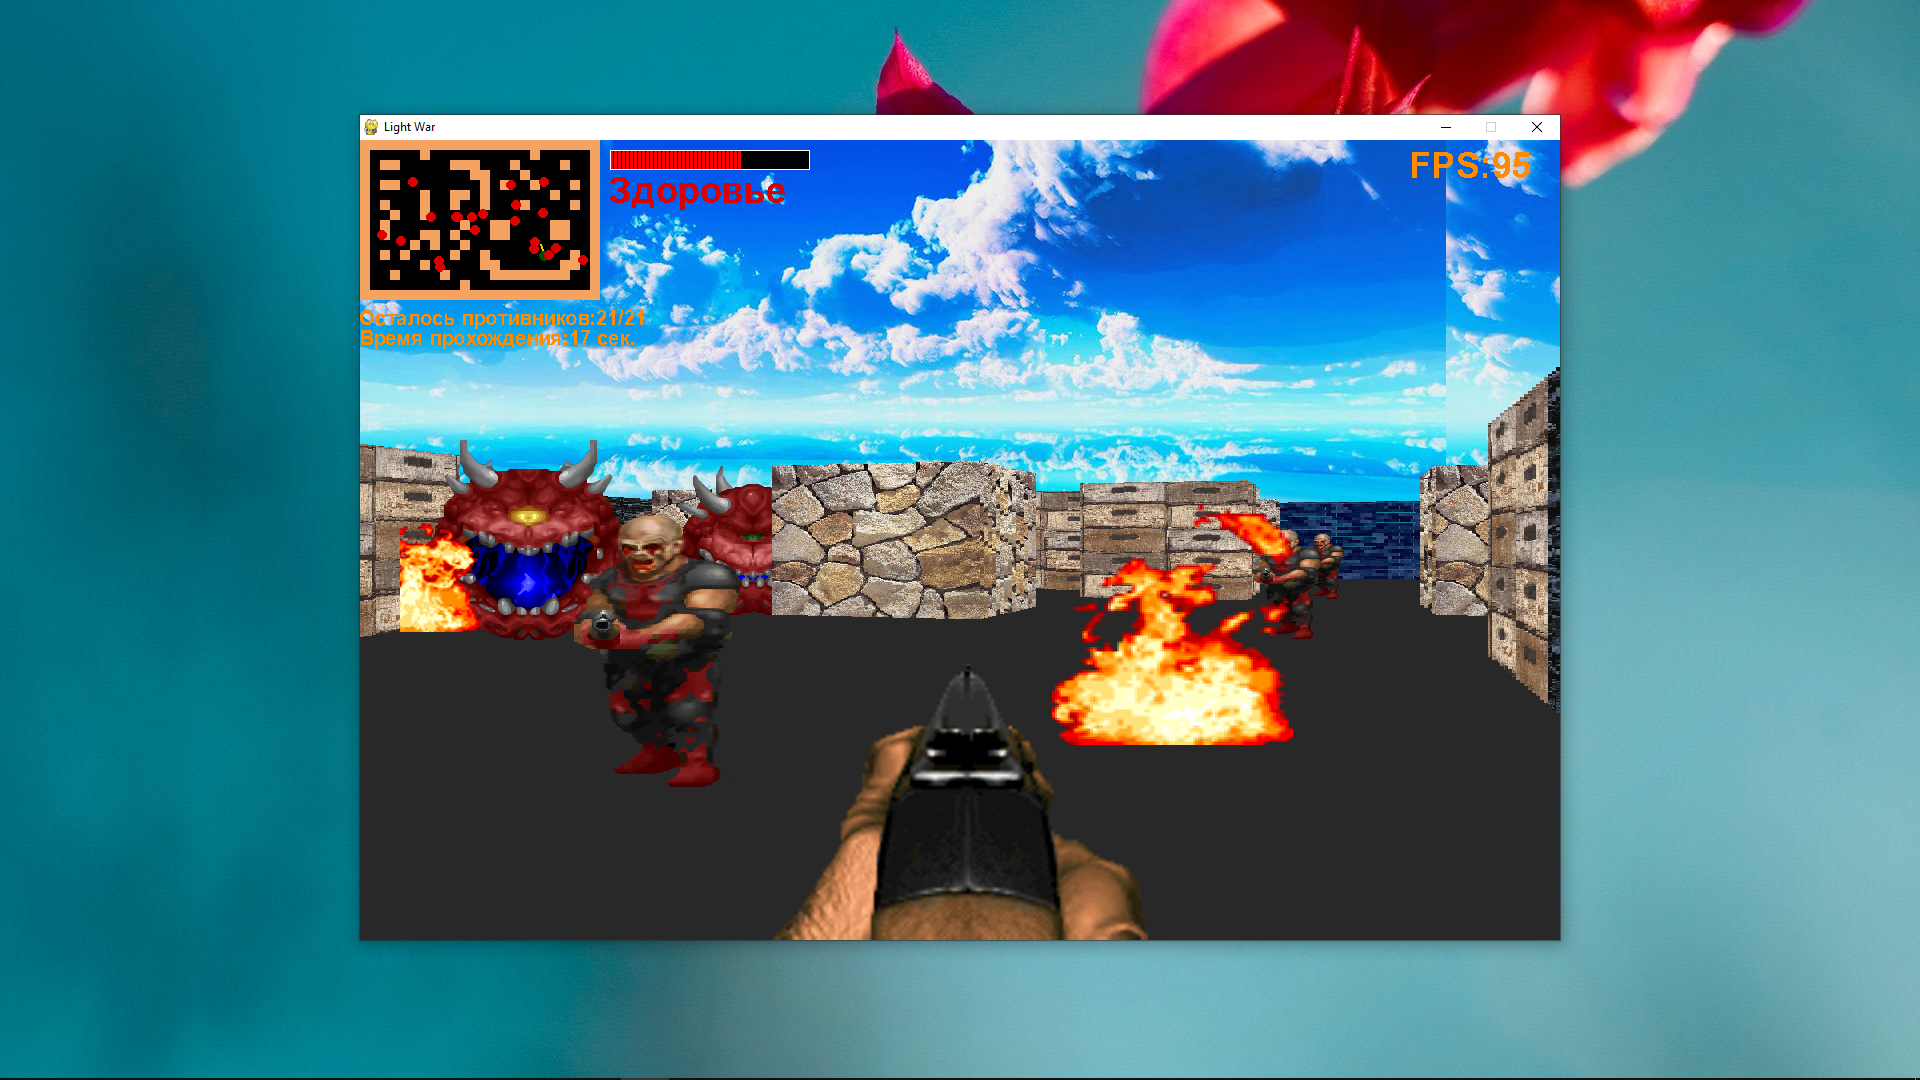 Light War
FPS:95
Здоровье
Осталось противников:21/21
Время прохождения:17 сек.